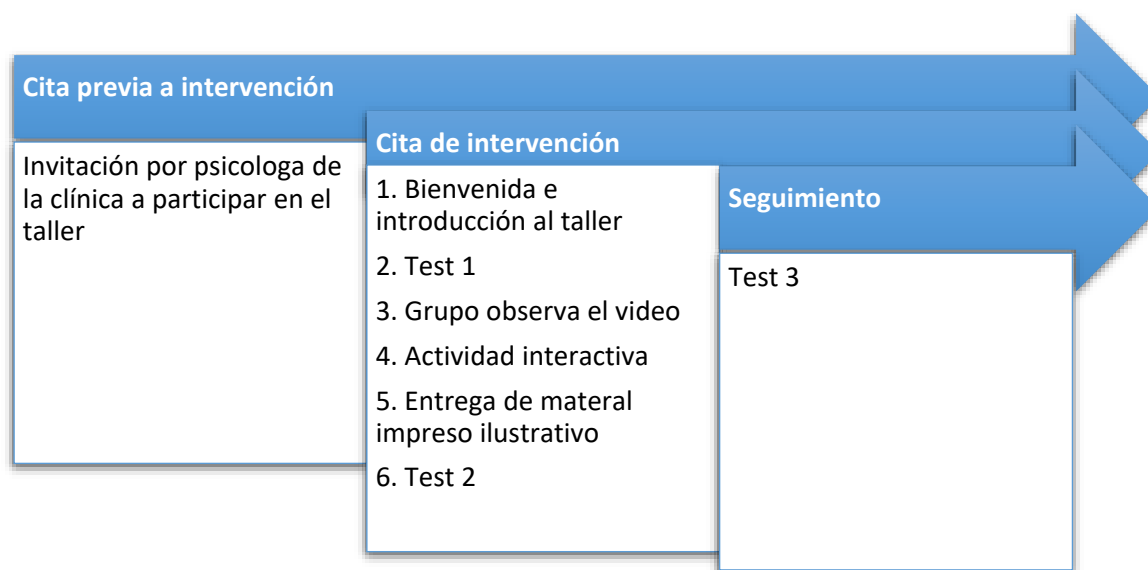 Cita previa a intervención
Invitación por psicologa de
la clínica a participar en el
taller
Cita de intervención
1. Bienvenida e
introducción al taller
2. Test 1
3. Grupo observa el video
4. Actividad interactiva
5. Entrega de materal
impreso ilustrativo
6. Test 2
Seguimiento
Test 3